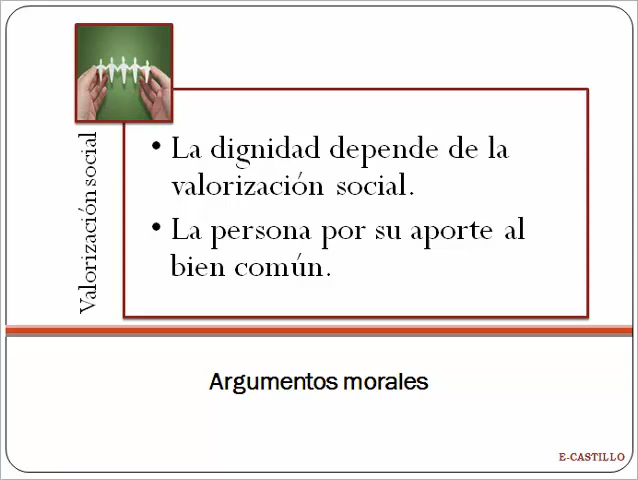 Valorización social
• La dignidad depende de la
valorización social.
• La persona por su aporte al
bien común.
Argumentos morales
E-CASTILLO